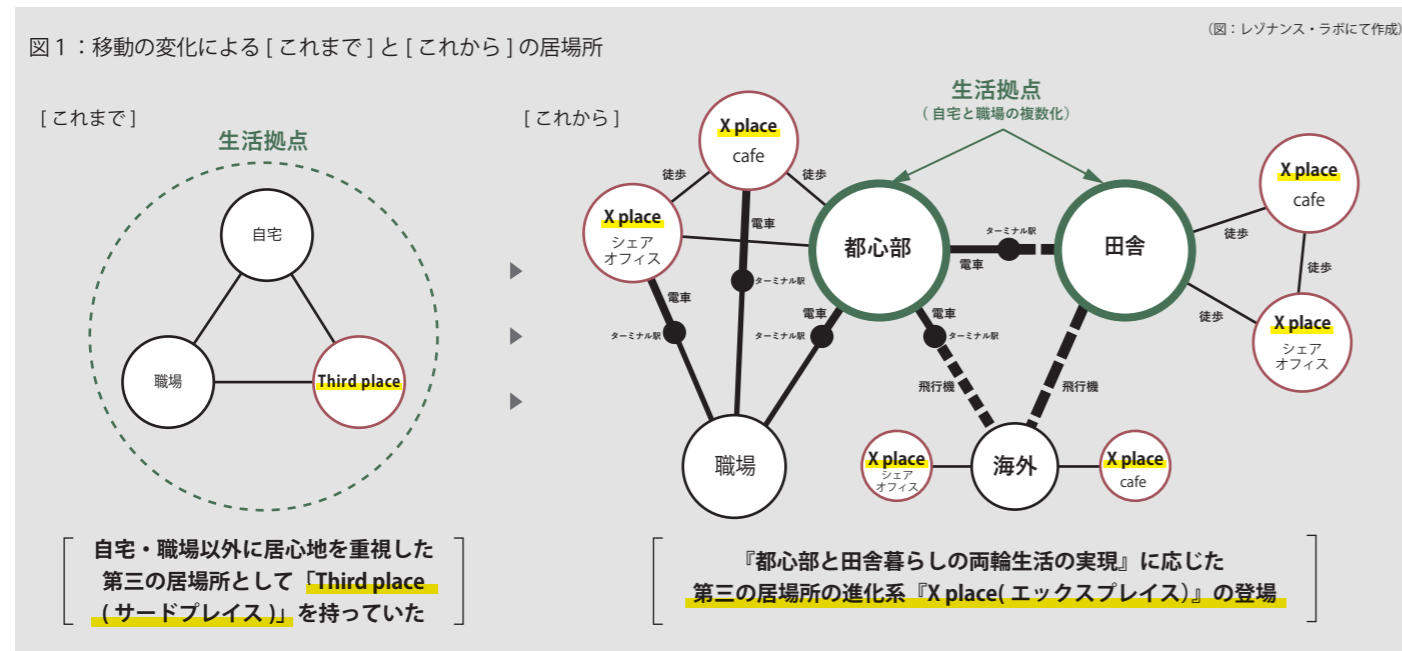 図1:移動の変化による[これまで]と[これから]の居場所
(図:レゾナンス・ラボにて作成)
[これまで]
生活拠点
自宅
職場
Third place
自宅・職場以外に居心地を重視した
第三の居場所として「Third place
(サードプレイス)」を持っていた
[これから]
生活拠点
(自宅と職場の複数化)
X place
cafe
徒歩
徒歩
X place
シェア
オフィス
電車
ターミナル駅
電車
ターミナル駅
電車
ターミナル駅
職場
都心部
電車
ターミナル駅
田舎
電車
ターミナル駅
飛行機
飛行機
海外
X place
シェア
オフィス
X place
cafe
X place
cafe
徒歩
徒歩
徒歩
X place
シェア
オフィス
『都心部と田舎暮らしの両輪生活の実現』に応じた
第三の居場所の進化系『X place(エックスプレイス)』の登場